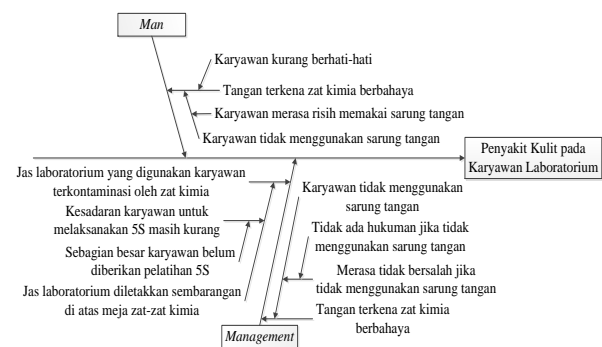 Man
Karyawan kurang berhati-hati
Tangan terkena zat kimia berbahaya
Karyawan merasa risih memakai sarung tangan
Karyawan tidak menggunakan sarung tangan
Penyakit Kulit pada
Karyawan Laboratorium
Jas laboratorium yang digunakan karyawan
terkontaminasi oleh zat kimia
Kesadaran karyawan untuk
melaksanakan 5S masih kurang
Sebagian besar karyawan belum
diberikan pelatihan 5S
Jas laboratorium diletakkan sembarangan
di atas meja zat-zat kimia
Karyawan tidak menggunakan
sarung tangan
Tidak ada hukuman jika tidak
menggunakan sarung tangan
Merasa tidak bersalah jika
tidak menggunakan sarung tangan
Tangan terkena zat kimia
berbahaya
Management